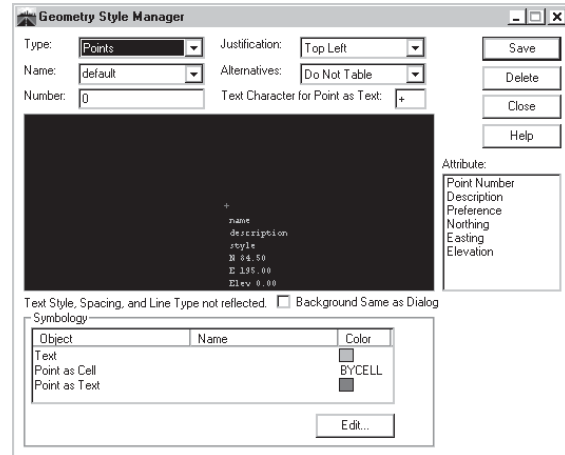 Geometry Style Manager
Type: Points Justification: Top Left Save
Name: default Alternatives: Do Not Table Delete
Number: 0 Text Character for Point as Text: + Close
Help
Attribute:
Point Number
Description
Preference
Northing
Easting
Elevation
+
name
description
style
N 84.50
E 195.00
Elev 0.00
Text Style, Spacing, and Line Type not reflected. Background Same as Dialog
Symbology
Object Name Color
Text
Point as Cell BYCELL
Point as Text
Edit...